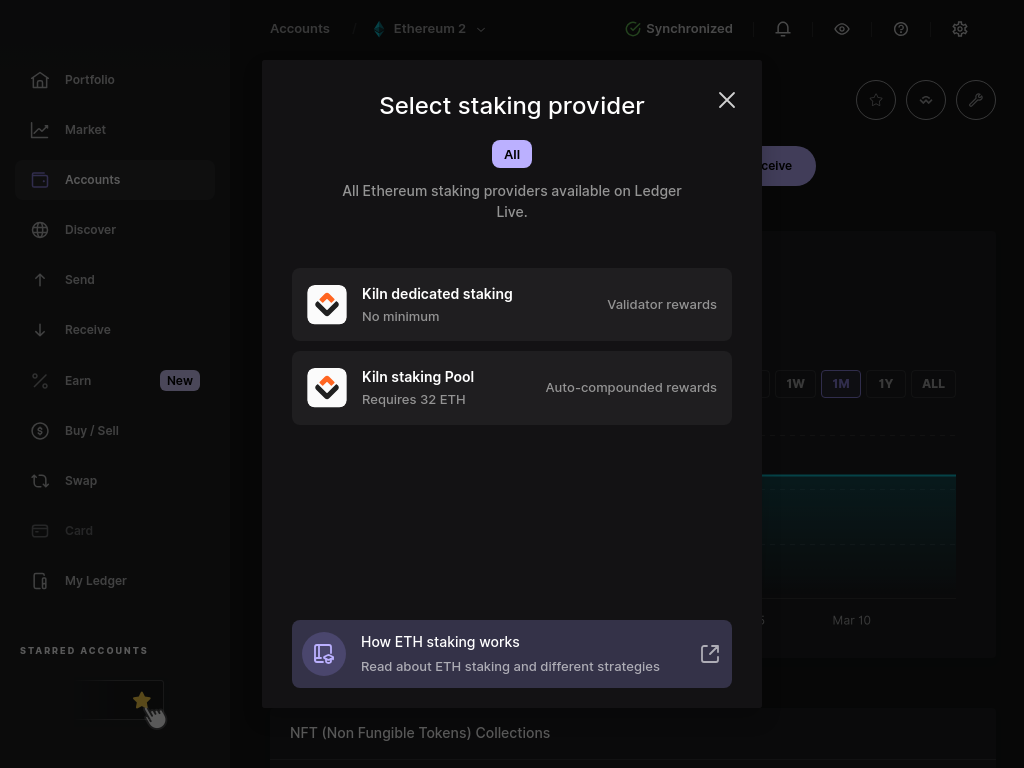 Accounts / Ethereum 2
Synchronized
Portfolio
Market
Accounts
Discover
Send
Receive
Earn New
Buy / Sell
Swap
Card
My Ledger
STARRED ACCOUNTS
Select staking provider
All
All Ethereum staking providers available on Ledger
Live.
Kiln dedicated staking
No minimum
Validator rewards
Kiln staking Pool
Requires 32 ETH
Auto-compounded rewards
How ETH staking works
Read about ETH staking and different strategies
ceive
1W 1M 1Y ALL
Mar 10
NFT (Non Fungible Tokens) Collections